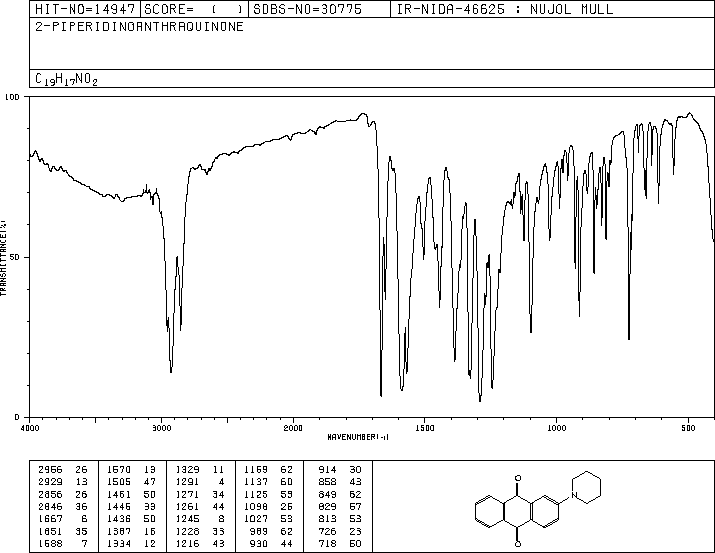 HIT-NO=14947 SCORE= ( ) SDBS-NO=30775 IR-NIDA-46625 : NUJOL MULL
2-PIPERIDINOANTHRAQUINONE
C19H17NO2
100
TRANSMITTANCE(%)
50
0
4000 3000 2000 1500 1000 500
WAVENUMBER(-1)
2956 26 1570 13 1329 11 1169 62 914 30
2929 13 1505 47 1291 4 1137 60 858 43
2856 26 1461 50 1271 34 1125 59 849 62
2846 36 1446 33 1261 44 1098 26 829 57
1667 6 1436 50 1245 8 1027 53 813 53
1651 35 1387 16 1228 33 989 62 726 23
1588 7 1334 12 1216 43 930 44 718 50
O
N
O